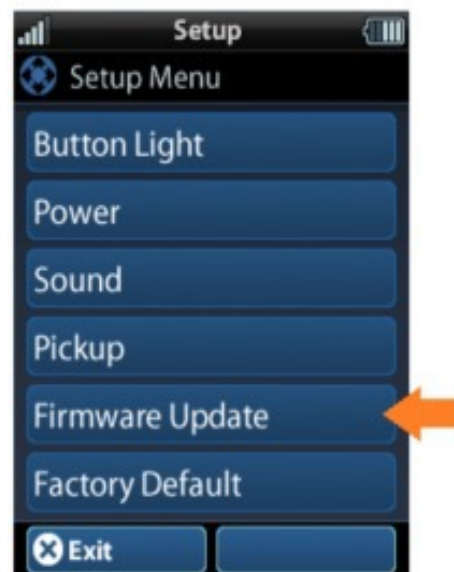 Setup
Setup Menu
Button Light
Power
Sound
Pickup
Firmware Update
Factory Default
Exit